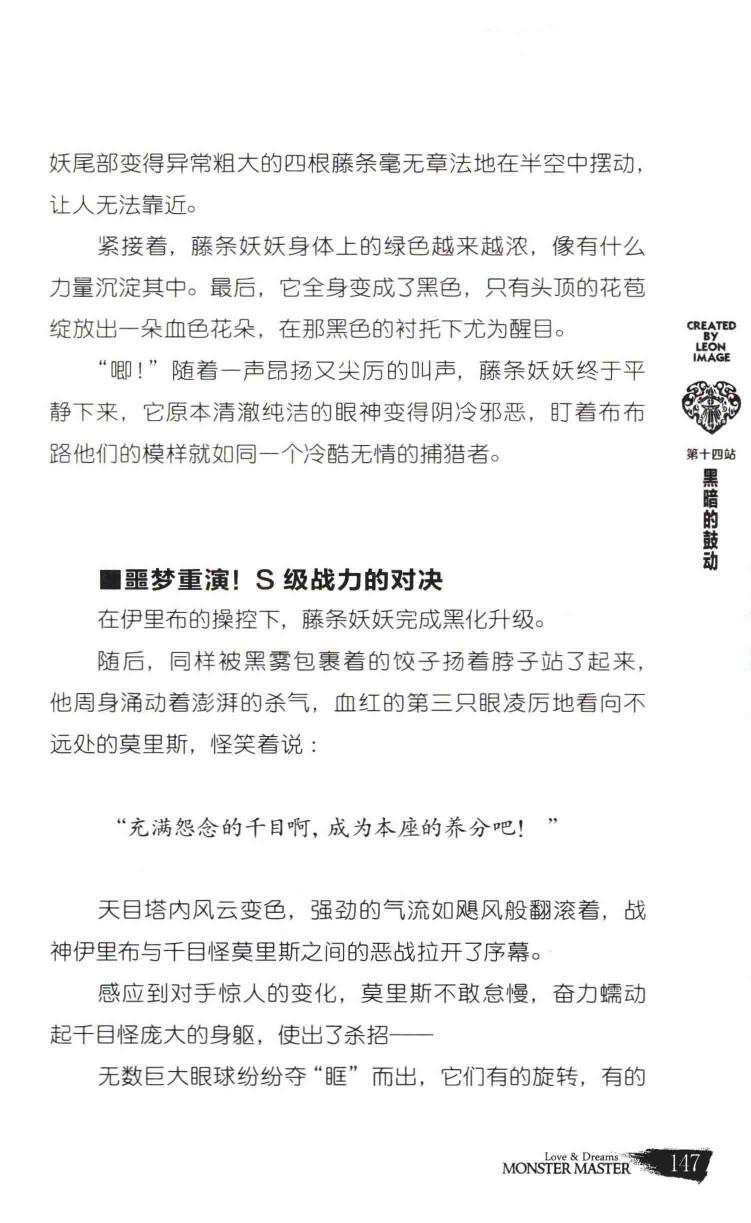 妖尾部变得异常粗大的四根藤条毫无章法地在半空中摆动，
让人无法靠近。
紧接着，藤条妖妖身体上的绿色越来越浓，像有什么
力量沉淀其中。最后，它全身变成了黑色，只有头顶的花苞
绽放出一朵血色花朵，在那黑色的衬托下尤为醒目。
“唧！”随着一声昂扬又尖厉的叫声，藤条妖妖终于平
静下来，它原本清澈纯洁的眼神变得阴冷邪恶，盯着布布
路他们的模样就如同一个冷酷无情的捕猎者。
■噩梦重演！S 级战力的对决
在伊里布的操控下，藤条妖妖完成黑化升级。
随后，同样被黑雾包裹着的饺子扬着脖子站了起来，
他周身涌动着澎湃的杀气，血红的第三只眼凌厉地看向不
远处的莫里斯，怪笑着说：
“充满怨念的千目啊，成为本座的养分吧！”
天目塔内风云变色，强劲的气流如飓风般翻滚着，战
神伊里布与千目怪莫里斯之间的恶战拉开了序幕。
感应到对手惊人的变化，莫里斯不敢怠慢，奋力蠕动
起千目怪庞大的身躯，使出了杀招——
无数巨大眼球纷纷夺“眶”而出，它们有的旋转，有的
CREATED
BY
LEON
IMAGE
第十四站
黑暗的鼓动
Love & Dreams
MONSTER MASTER
147